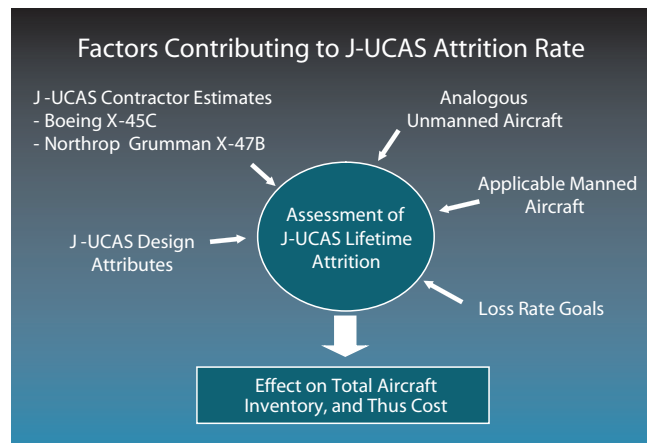 Factors Contributing to J-UCAS Attrition Rate
J-UCAS Contractor Estimates
- Boeing X-45C
- Northrop Grumman X-47B
Analogous
Unmanned Aircraft
Applicable Manned
Aircraft
Assessment of
J-UCAS Lifetime
Attrition
J-UCAS Design
Attributes
Loss Rate Goals
Effect on Total Aircraft
Inventory, and Thus Cost